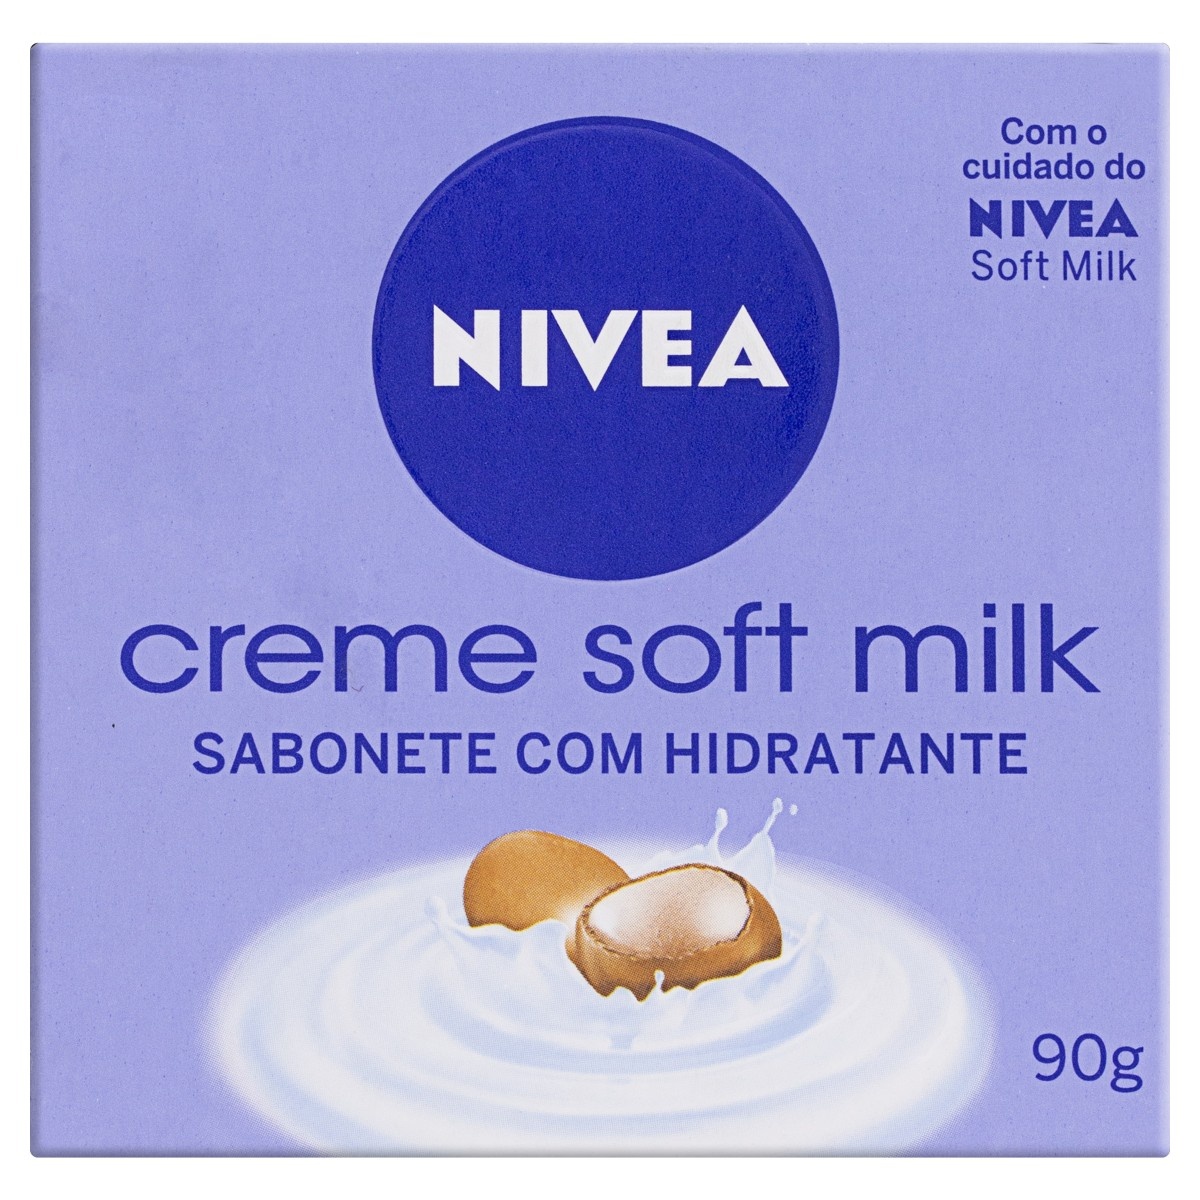 Com o
cuidado do
NIVEA
Soft Milk
NIVEA
creme soft milk
SABONETE COM HIDRATANTE
90g